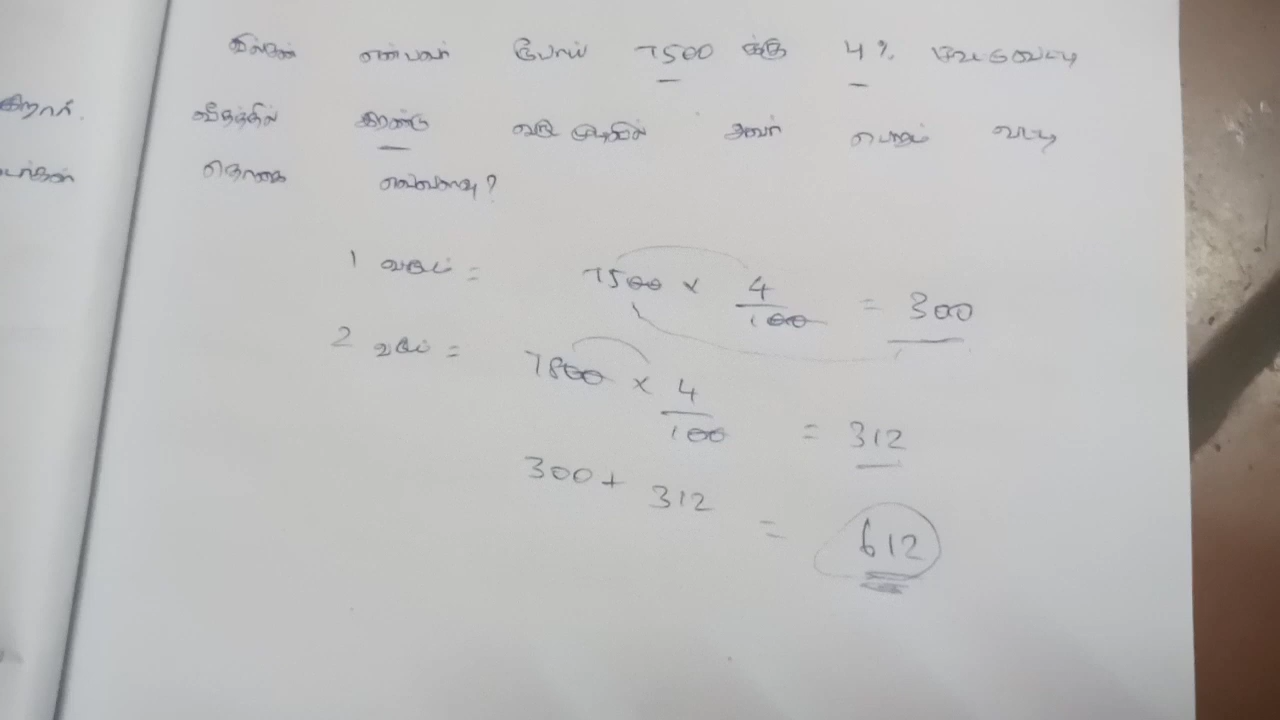 என்பவர் ரூபாய் 7500 க்கு 4% கூட்டுவட்டி
கிறார். வீதத்தில் இரண்டு வருட முடிவில் அவர் பெறும் வட்டி
தொகை எவ்வளவு?
1 வருடம் = 7500 × 4/100 = 300
2 வருடம் = 7800 × 4/100 = 312
300 + 312 = 612